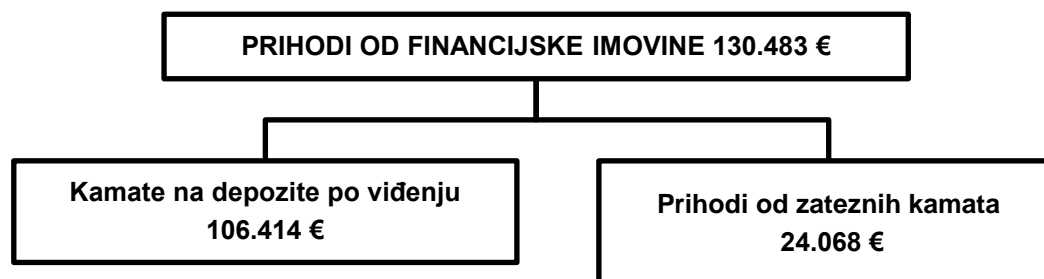 PRIHODI OD FINANCIJSKE IMOVINE 130.483 €
Kamate na depozite po viđenju
106.414 €
Prihodi od zateznih kamata
24.068 €